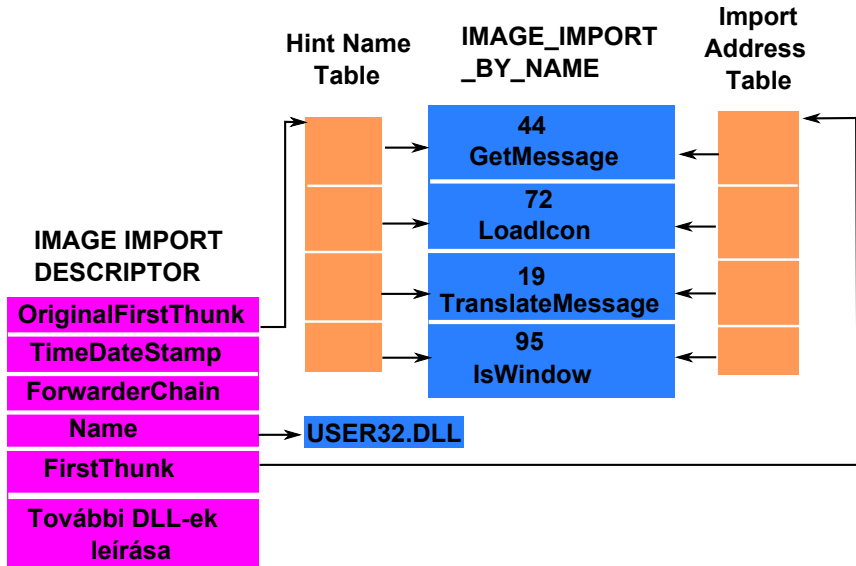 Hint Name
Table
IMAGE_IMPORT
_BY_NAME
Import
Address
Table
44
GetMessage
72
LoadIcon
19
TranslateMessage
95
IsWindow
IMAGE IMPORT
DESCRIPTOR
OriginalFirstThunk
TimeDateStamp
ForwarderChain
Name
USER32.DLL
FirstThunk
További DLL-ek
leírása